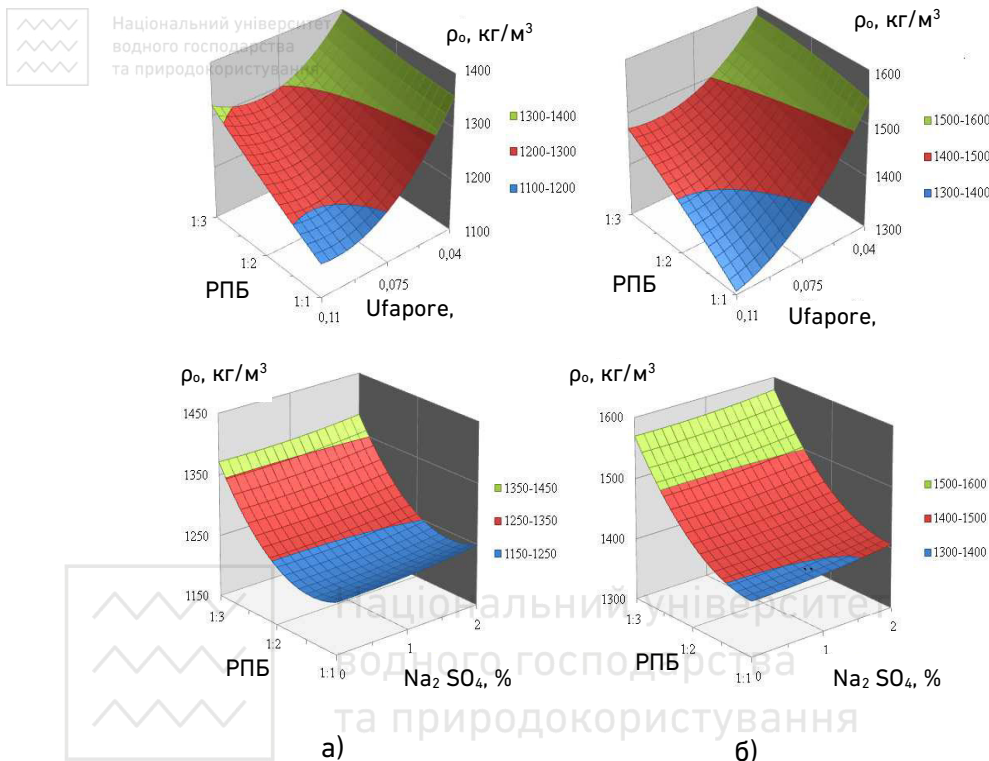 Національний університет
водного господарства
та природокористування
ρₒ, кг/м³
1400
1300
1200
1100
1300-1400
1200-1300
1100-1200
1:3
1:2
1:1
0,11
0,075
0,04
РПБ
Ufapore,
ρₒ, кг/м³
1600
1500
1400
1300
1500-1600
1400-1500
1300-1400
1:3
1:2
1:1
0,11
0,075
0,04
РПБ
Ufapore,
ρₒ, кг/м³
1450
1350
1250
1150
1350-1450
1250-1350
1150-1250
1:3
1:2
1:1
0
1
2
РПБ
Na₂ SO₄, %
ρₒ, кг/м³
1600
1500
1400
1300
1500-1600
1400-1500
1300-1400
1:3
1:2
1:1
0
1
2
РПБ
Na₂ SO₄, %
Національний університет
водного господарства
та природокористування
а)
б)